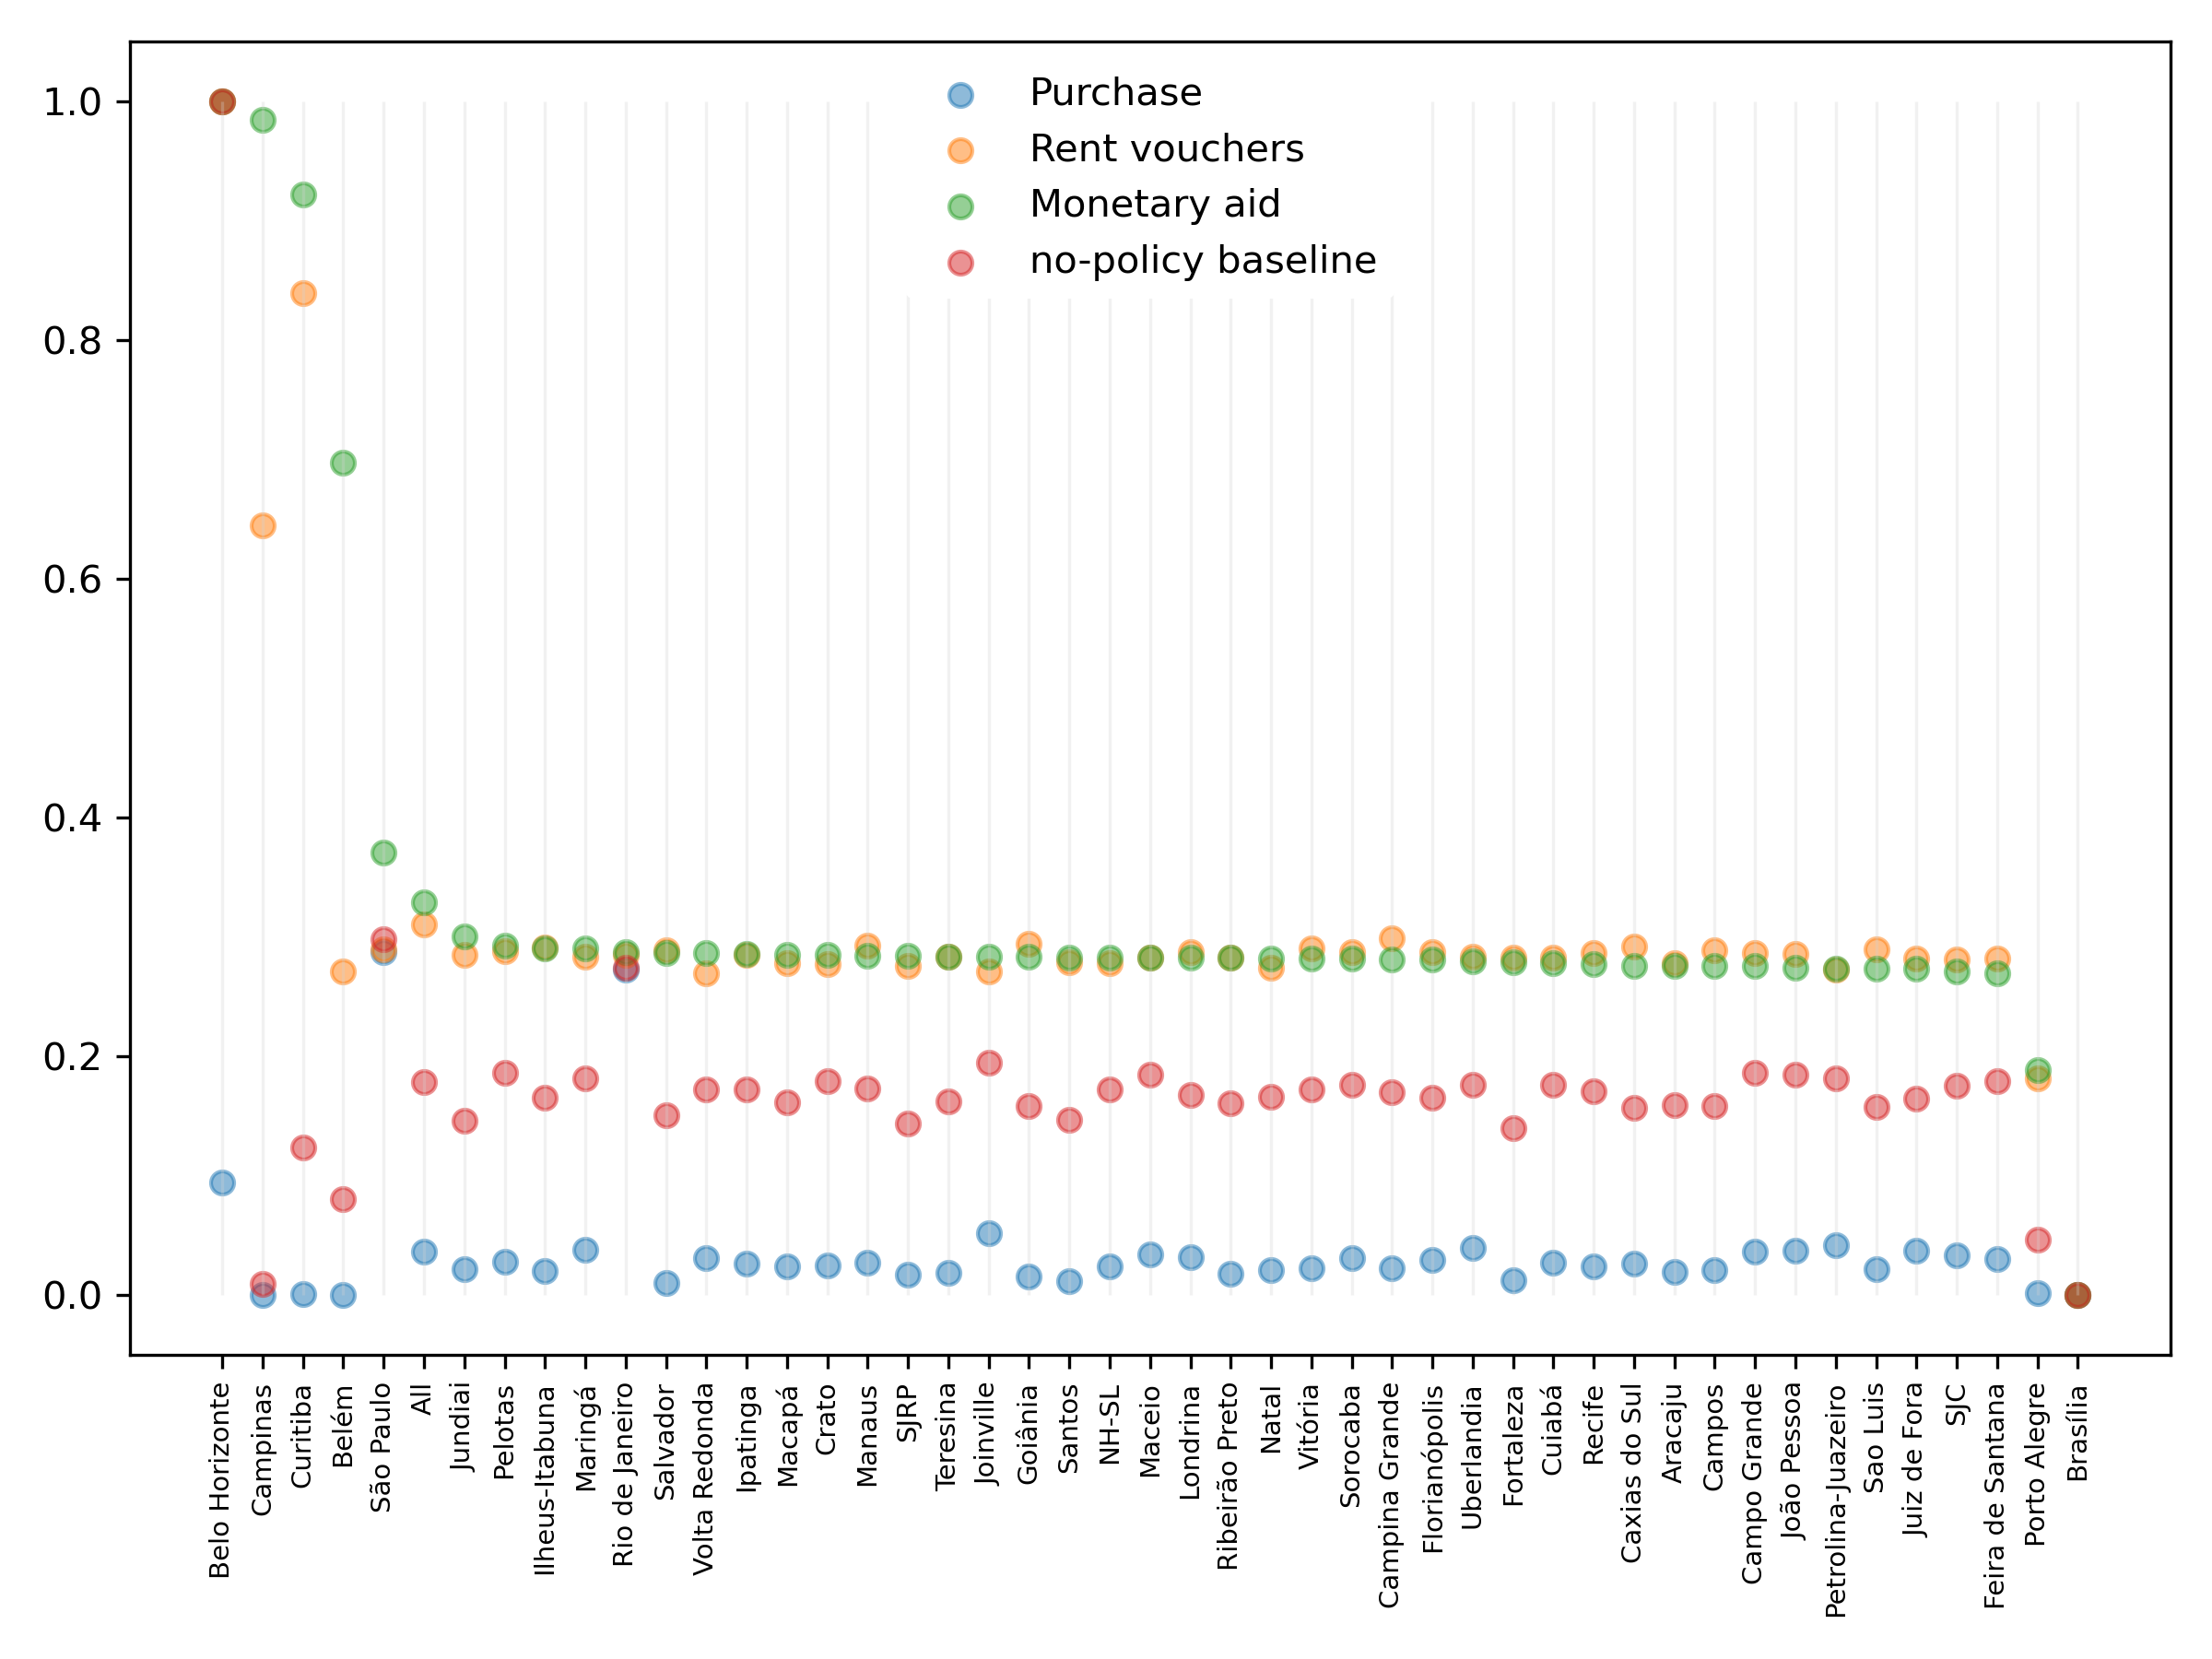 1.0
0.8
0.6
0.4
0.2
0.0
Purchase
Rent vouchers
Monetary aid
no-policy baseline
Belo Horizonte
Campinas
Curitiba
Belém
São Paulo
All
Jundiai
Pelotas
Ilheus-Itabuna
Maringá
Rio de Janeiro
Salvador
Volta Redonda
Ipatinga
Macapá
Crato
Manaus
SJRP
Teresina
Joinville
Goiânia
Santos
NH-SL
Maceio
Londrina
Ribeirão Preto
Natal
Vitória
Sorocaba
Campina Grande
Florianópolis
Uberlandia
Fortaleza
Cuiabá
Recife
Caxias do Sul
Aracaju
Campos
Campo Grande
João Pessoa
Petrolina-Juazeiro
Sao Luis
Juiz de Fora
SJC
Feira de Santana
Porto Alegre
Brasília